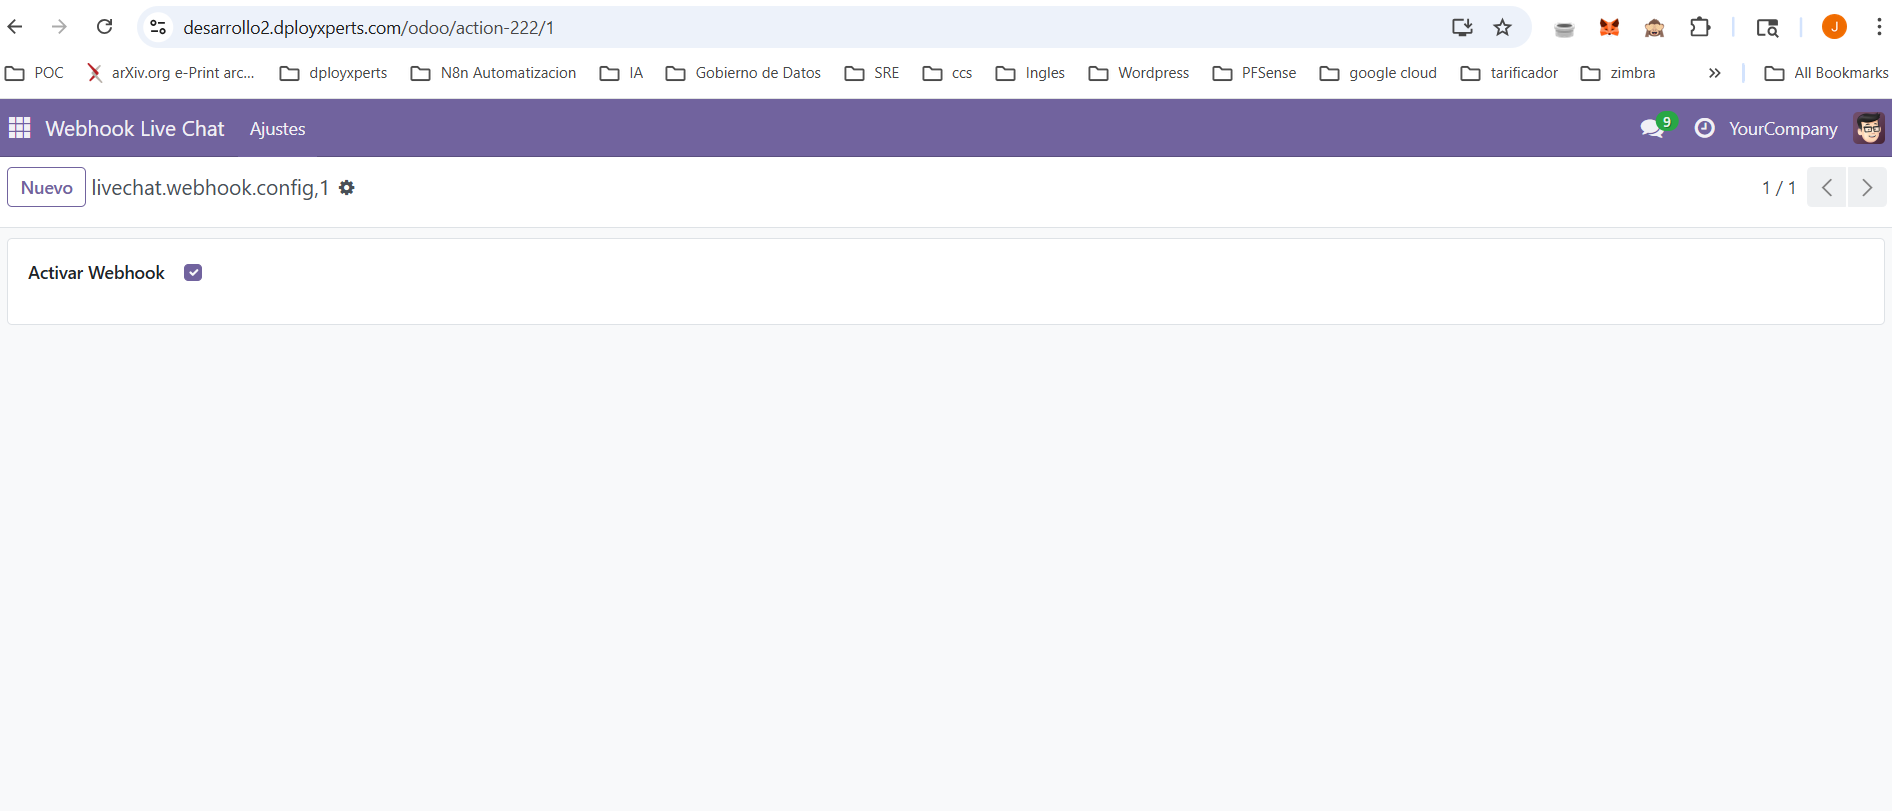 desarrollo2.dployxperts.com/odoo/action-222/1
J
POC arXiv.org e-Print arc... dployxperts N8n Automatizacion IA Gobierno de Datos SRE ccs Ingles Wordpress PFSense google cloud tarificador zimbra » All Bookmarks
Webhook Live Chat Ajustes 9 YourCompany
Nuevo livechat.webhook.config,1 1 / 1
Activar Webhook